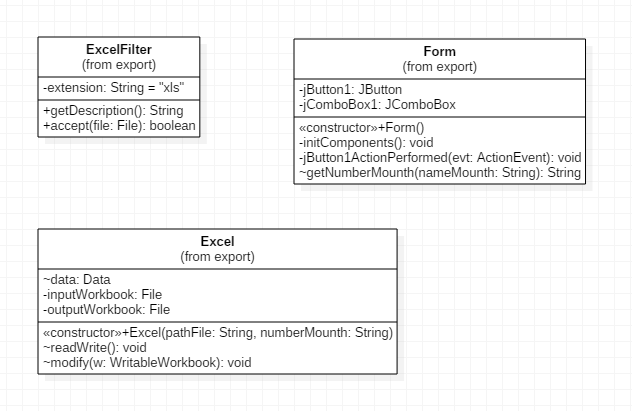 ExcelFilter
(from export)
-extension: String = "xls"
+getDescription(): String
+accept(file: File): boolean
Form
(from export)
-jButton1: JButton
-jComboBox1: JComboBox
«constructor»+Form()
-initComponents(): void
-jButton1ActionPerformed(evt: ActionEvent): void
~getNumberMounth(nameMounth: String): String
Excel
(from export)
~data: Data
-inputWorkbook: File
-outputWorkbook: File
«constructor»+Excel(pathFile: String, numberMounth: String)
~readWrite(): void
~modify(w: WritableWorkbook): void